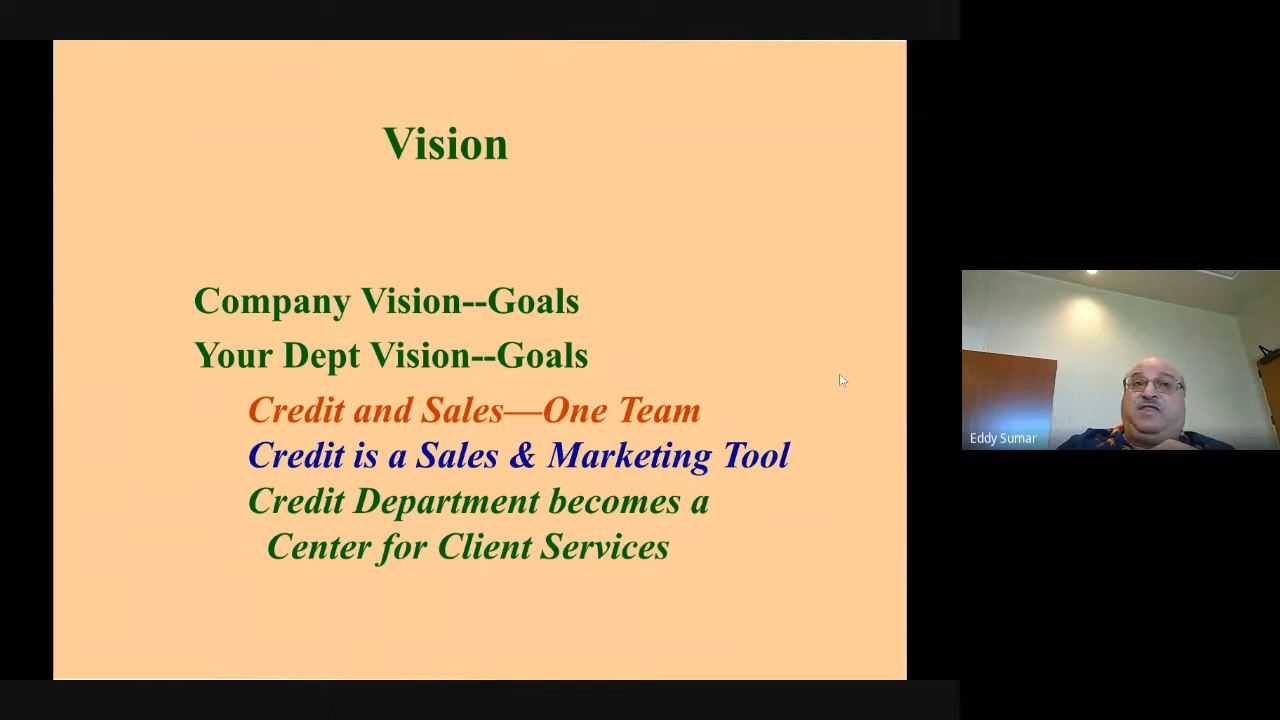 Vision
Company Vision--Goals
Your Dept Vision--Goals
Credit and Sales—One Team
Credit is a Sales & Marketing Tool
Credit Department becomes a
Center for Client Services
Eddy Sumar